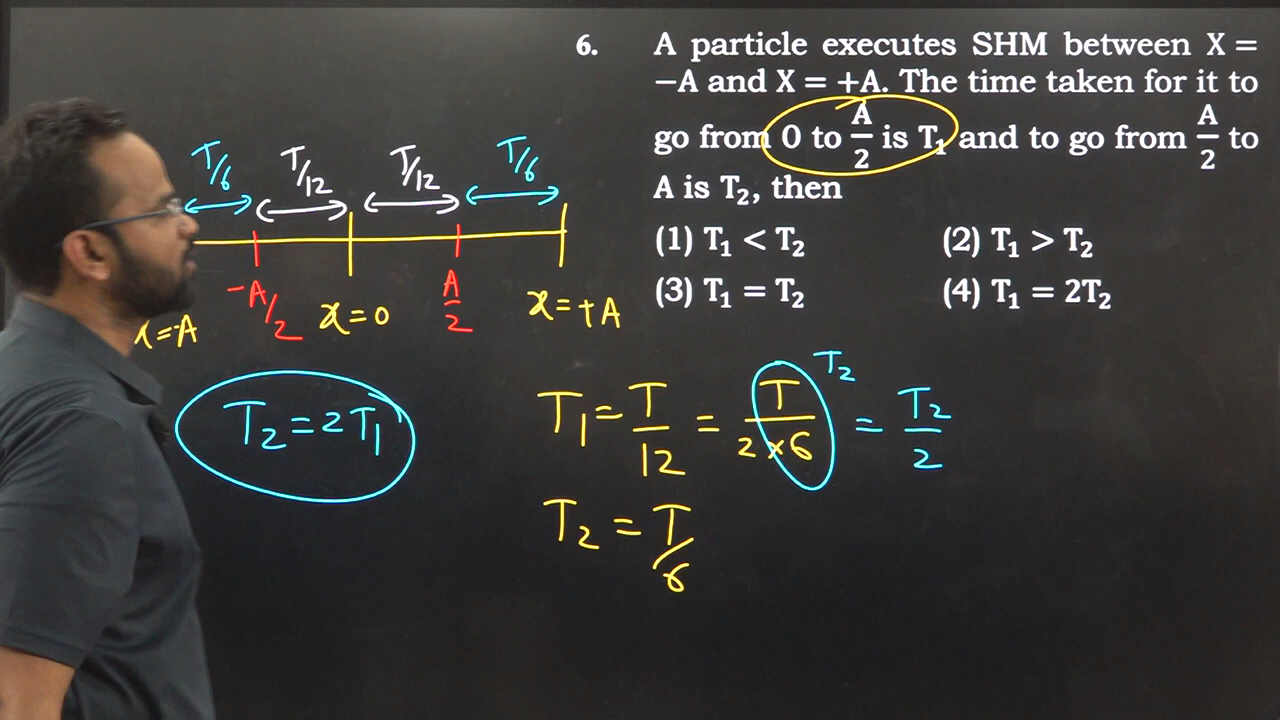 6. A particle executes SHM between X =
−A and X = +A. The time taken for it to
go from 0 to A/2 is T₁ and to go from A/2 to
A is T₂, then
(1) T₁ < T₂ (2) T₁ > T₂
(3) T₁ = T₂ (4) T₁ = 2T₂
T/6 T/12 T/12 T/6
-A/2 A/2
x=-A x=0 x=+A
T₂=2T₁
T₁ = T/12 = T/2×6 = T₂/2
T₂
T₂ = T/6